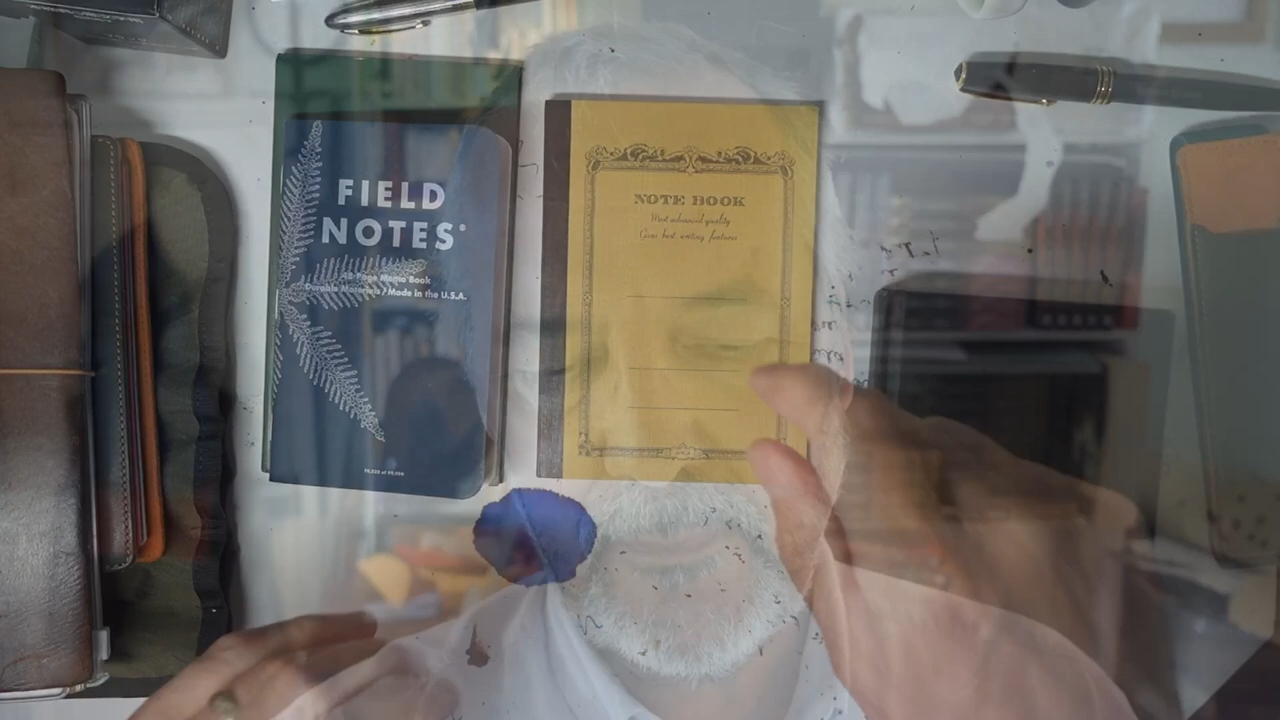 FIELD
NOTES®
48-Page Memo Book
Durable Materials / Made in the U.S.A.
NOTE BOOK
Most advanced quality
Gives best writing features